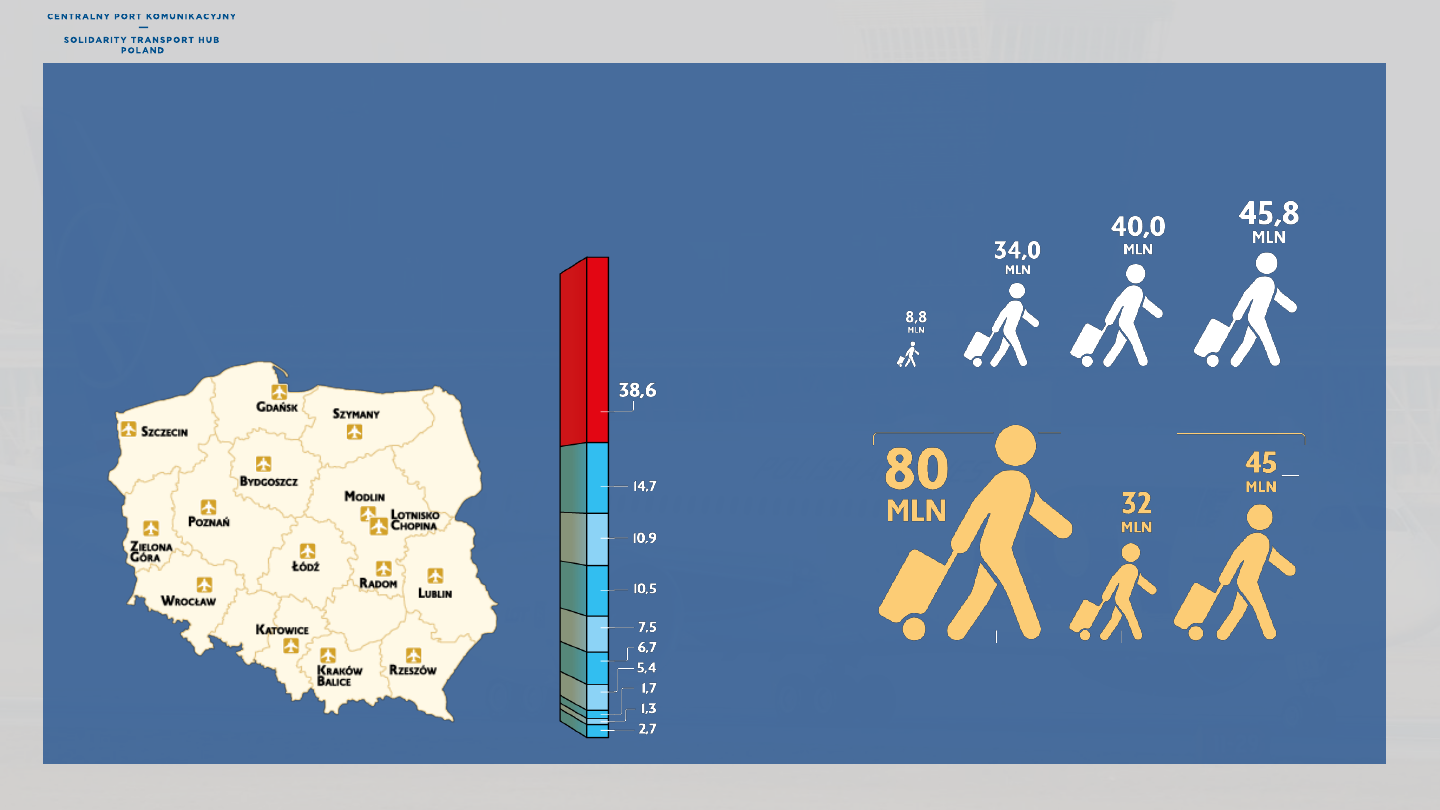 CENTRALNY PORT KOMUNIKACYJNY
—
SOLIDARITY TRANSPORT HUB
POLAND
GDAŃSK
SZYMANY
SZCZECIN
BYDGOSZCZ
MODLIN
POZNAŃ
LOTNISKO
CHOPINA
ZIELONA
GÓRA
ŁÓDŹ
RADOM
LUBLIN
WROCŁAW
KATOWICE
KRAKÓW
BALICE
RZESZÓW
38,6
14,7
10,9
10,5
7,5
6,7
5,4
1,7
1,3
2,7
8,8
MLN
34,0
MLN
40,0
MLN
45,8
MLN
80
MLN
32
MLN
45
MLN